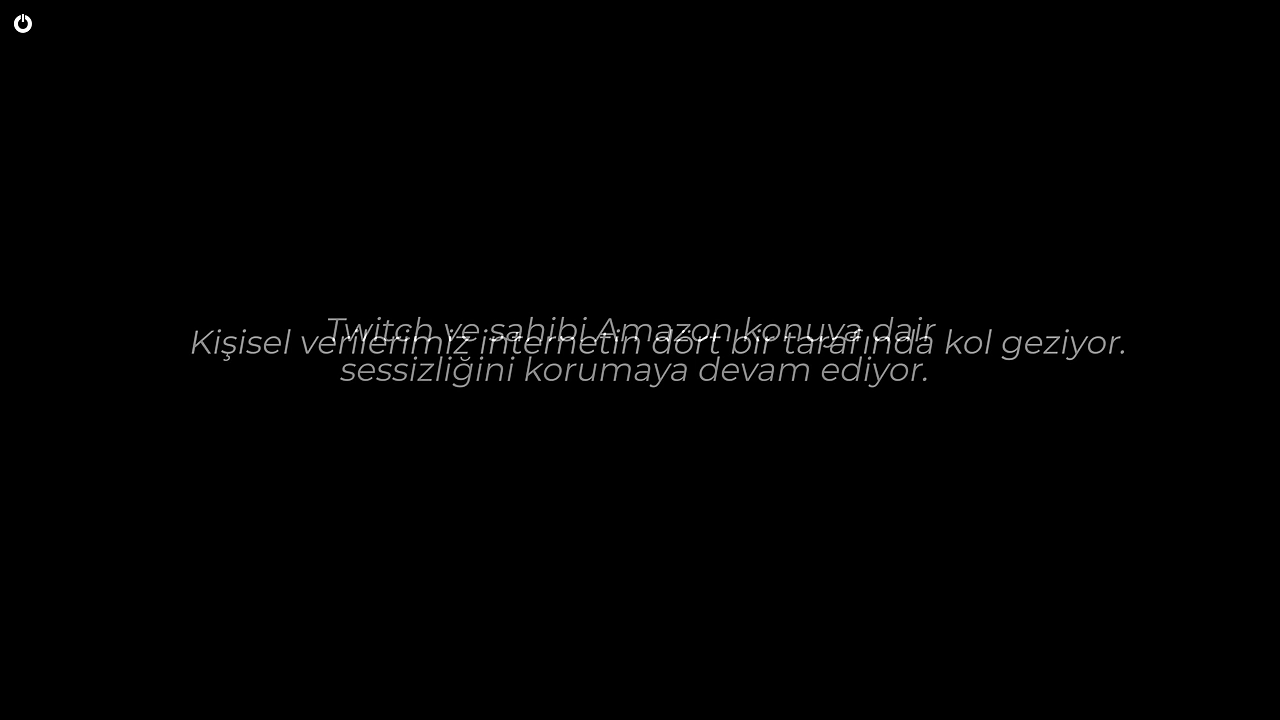 Twitch ve sahibi Amazon konuya dair
sessizliğini korumaya devam ediyor.
Kişisel verilerimiz internetin dört bir tarafında kol geziyor.